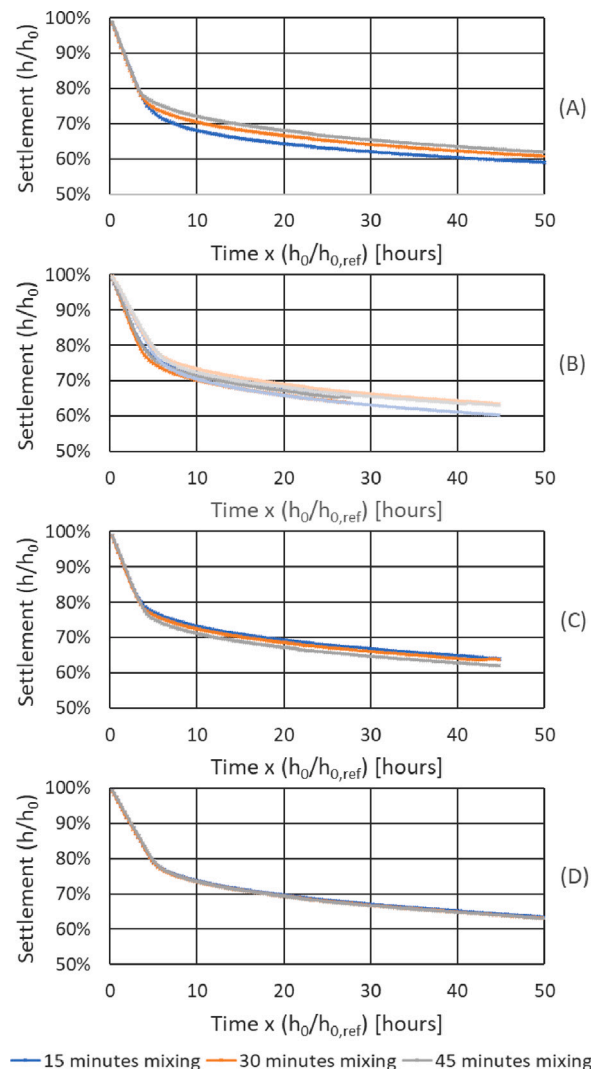 100%
90%
80%
70%
60%
50%
Settlement (h/h0)
(A)
0 10 20 30 40 50
Time x (h0/h0,ref) [hours]
100%
90%
80%
70%
60%
50%
Settlement (h/h0)
(B)
0 10 20 30 40 50
Time x (h0/h0,ref) [hours]
100%
90%
80%
70%
60%
50%
Settlement (h/h0)
(C)
0 10 20 30 40 50
Time x (h0/h0,ref) [hours]
100%
90%
80%
70%
60%
50%
Settlement (h/h0)
(D)
0 10 20 30 40 50
Time x (h0/h0,ref) [hours]
15 minutes mixing 30 minutes mixing 45 minutes mixing